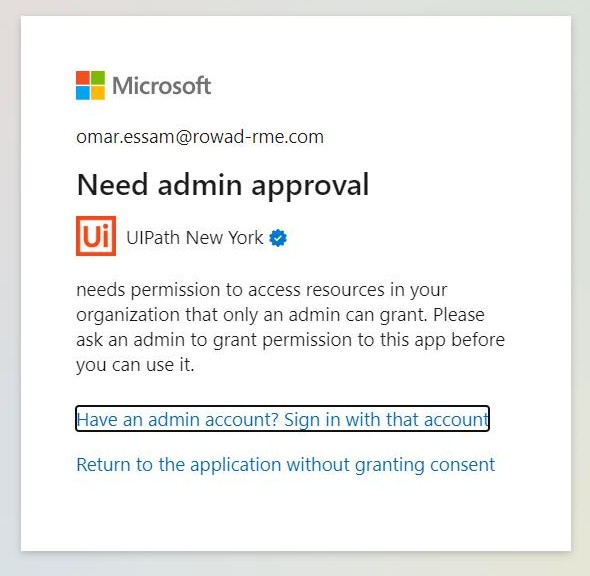 Microsoft
omar.essam@rowad-rme.com
Need admin approval
Ui UIPath New York
needs permission to access resources in your
organization that only an admin can grant. Please
ask an admin to grant permission to this app before
you can use it.
Have an admin account? Sign in with that account
Return to the application without granting consent